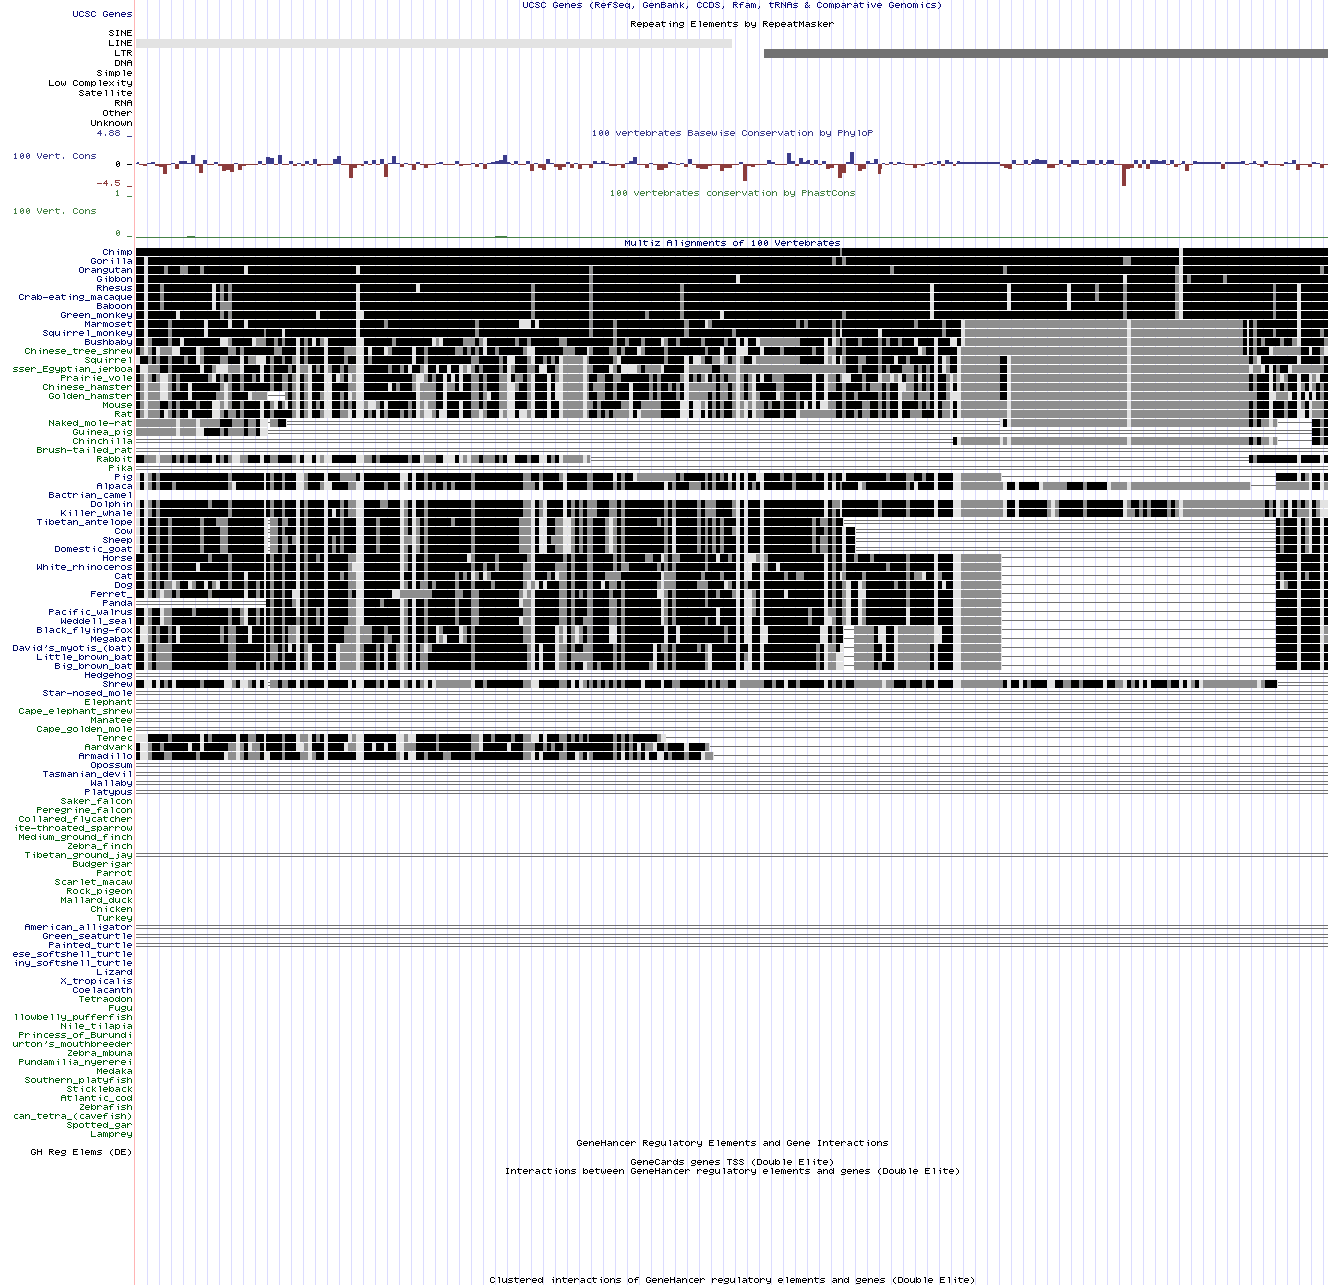 UCSC Genes (RefSeq, GenBank, CCDS, Rfam, tRNAs & Comparative Genomics)
UCSC Genes
Repeating Elements by RepeatMasker
SINE
LINE
LTR
DNA
Simple
Low Complexity
Satellite
RNA
Other
Unknown
4.88 _
100 vertebrates Basewise Conservation by PhyloP
100 Vert. Cons
0 -
-4.5 _
1 _
100 vertebrates conservation by PhastCons
100 Vert. Cons
0 _
Multiz Alignments of 100 Vertebrates
Chimp
Gorilla
Orangutan
Gibbon
Rhesus
Crab-eating_macaque
Baboon
Green_monkey
Marmoset
Squirrel_monkey
Bushbaby
Chinese_tree_shrew
Squirrel
sser_Egyptian_jerboa
Prairie_vole
Chinese_hamster
Golden_hamster
Mouse
Rat
Naked_mole-rat
Guinea_pig
Chinchilla
Brush-tailed_rat
Rabbit
Pika
Pig
Alpaca
Bactrian_camel
Dolphin
Killer_whale
Tibetan_antelope
Cow
Sheep
Domestic_goat
Horse
White_rhinoceros
Cat
Dog
Ferret_
Panda
Pacific_walrus
Weddell_seal
Black_flying-fox
Megabat
David's_myotis_(bat)
Little_brown_bat
Big_brown_bat
Hedgehog
Shrew
Star-nosed_mole
Elephant
Cape_elephant_shrew
Manatee
Cape_golden_mole
Tenrec
Aardvark
Armadillo
Opossum
Tasmanian_devil
Wallaby
Platypus
Saker_falcon
Peregrine_falcon
Collared_flycatcher
ite-throated_sparrow
Medium_ground_finch
Zebra_finch
Tibetan_ground_jay
Budgerigar
Parrot
Scarlet_macaw
Rock_pigeon
Mallard_duck
Chicken
Turkey
American_alligator
Green_seaturtle
Painted_turtle
ese_softshell_turtle
iny_softshell_turtle
Lizard
X_tropicalis
Coelacanth
Tetraodon
Fugu
llowbelly_pufferfish
Nile_tilapia
Princess_of_Burundi
urton's_mouthbreeder
Zebra_mbuna
Pundamilia_nyererei
Medaka
Southern_platyfish
Stickleback
Atlantic_cod
Zebrafish
can_tetra_(cavefish)
Spotted_gar
Lamprey
GeneHancer Regulatory Elements and Gene Interactions
GH Reg Elems (DE)
GeneCards genes TSS (Double Elite)
Interactions between GeneHancer regulatory elements and genes (Double Elite)
Clustered interactions of GeneHancer regulatory elements and genes (Double Elite)